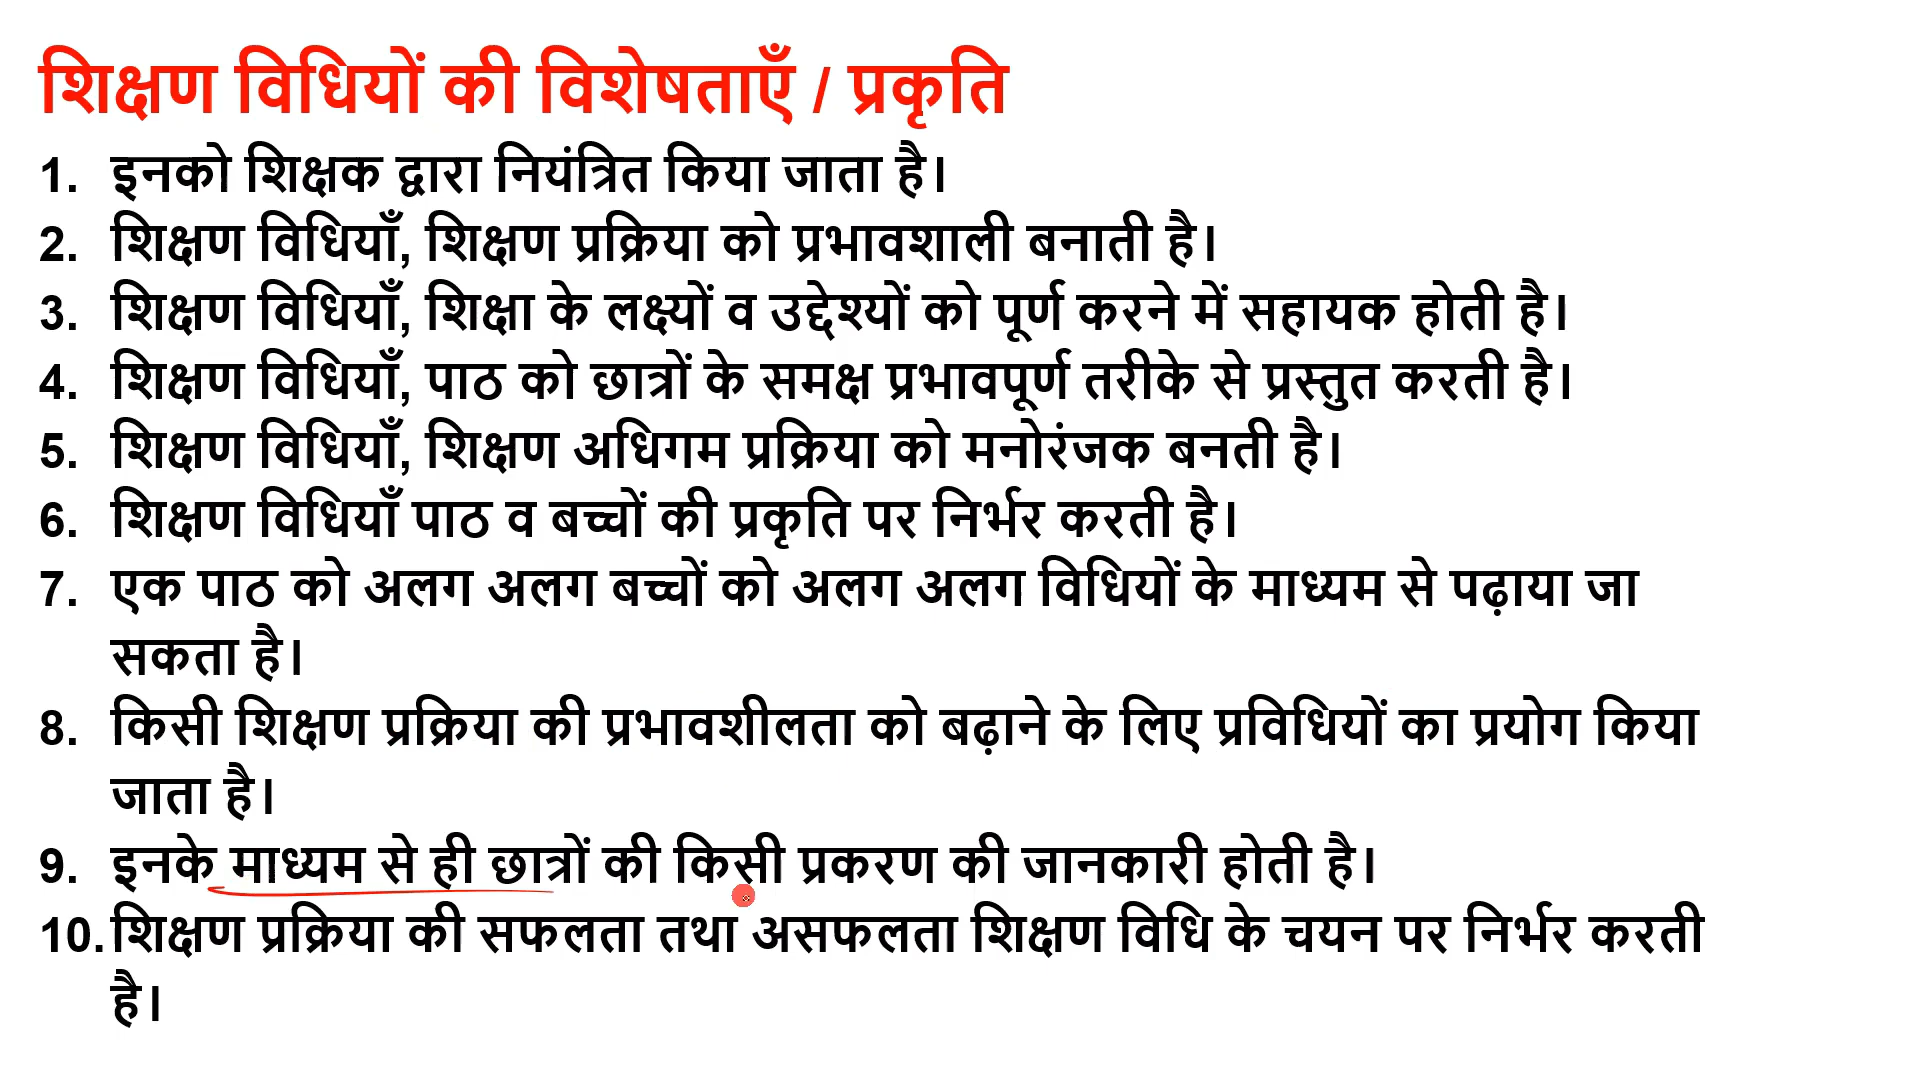 शिक्षण विधियों की विशेषताएँ / प्रकृति
1. इनको शिक्षक द्वारा नियंत्रित किया जाता है।
2. शिक्षण विधियाँ, शिक्षण प्रक्रिया को प्रभावशाली बनाती है।
3. शिक्षण विधियाँ, शिक्षा के लक्ष्यों व उद्देश्यों को पूर्ण करने में सहायक होती है।
4. शिक्षण विधियाँ, पाठ को छात्रों के समक्ष प्रभावपूर्ण तरीके से प्रस्तुत करती है।
5. शिक्षण विधियाँ, शिक्षण अधिगम प्रक्रिया को मनोरंजक बनती है।
6. शिक्षण विधियाँ पाठ व बच्चों की प्रकृति पर निर्भर करती है।
7. एक पाठ को अलग अलग बच्चों को अलग अलग विधियों के माध्यम से पढ़ाया जा
सकता है।
8. किसी शिक्षण प्रक्रिया की प्रभावशीलता को बढ़ाने के लिए प्रविधियों का प्रयोग किया
जाता है।
9. इनके माध्यम से ही छात्रों की किसी प्रकरण की जानकारी होती है।
10. शिक्षण प्रक्रिया की सफलता तथा असफलता शिक्षण विधि के चयन पर निर्भर करती
है।